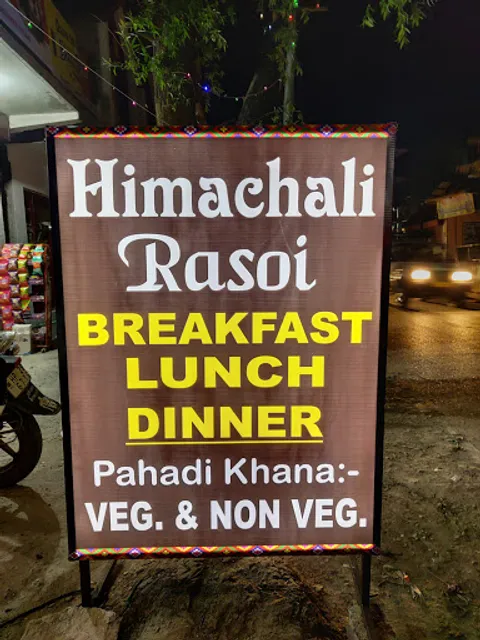 Himachali
Rasoi
BREAKFAST
LUNCH
DINNER
Pahadi Khana:-
VEG. & NON VEG.